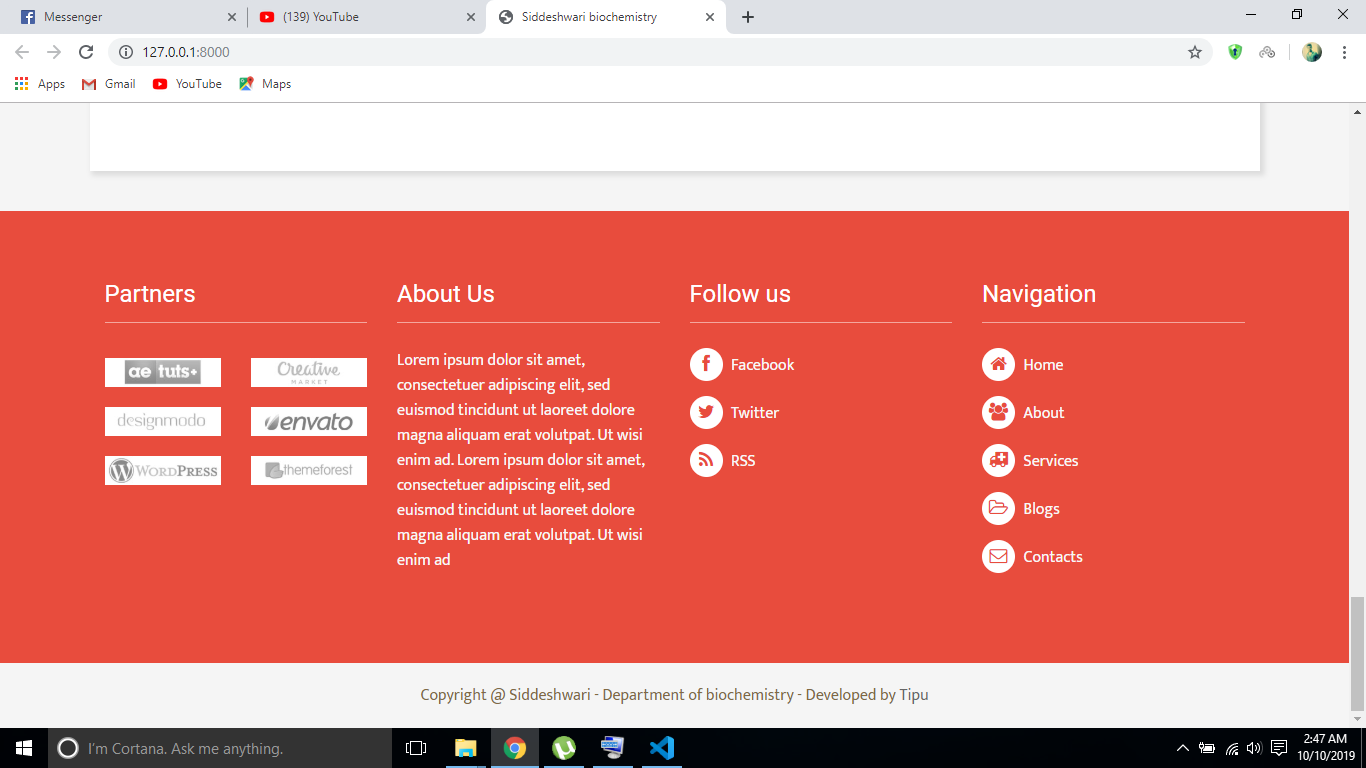 Messenger
(139) YouTube
Siddeshwari biochemistry
127.0.0.1:8000
Apps
Gmail
YouTube
Maps
Partners
ae tuts+
Creative
MARKET
designmodo
envato
WORDPRESS
themeforest
About Us
Lorem ipsum dolor sit amet,
consectetuer adipiscing elit, sed
euismod tincidunt ut laoreet dolore
magna aliquam erat volutpat. Ut wisi
enim ad. Lorem ipsum dolor sit amet,
consectetuer adipiscing elit, sed
euismod tincidunt ut laoreet dolore
magna aliquam erat volutpat. Ut wisi
enim ad
Follow us
Facebook
Twitter
RSS
Navigation
Home
About
Services
Blogs
Contacts
Copyright @ Siddeshwari - Department of biochemistry - Developed by Tipu
I'm Cortana. Ask me anything.
2:47 AM
10/10/2019